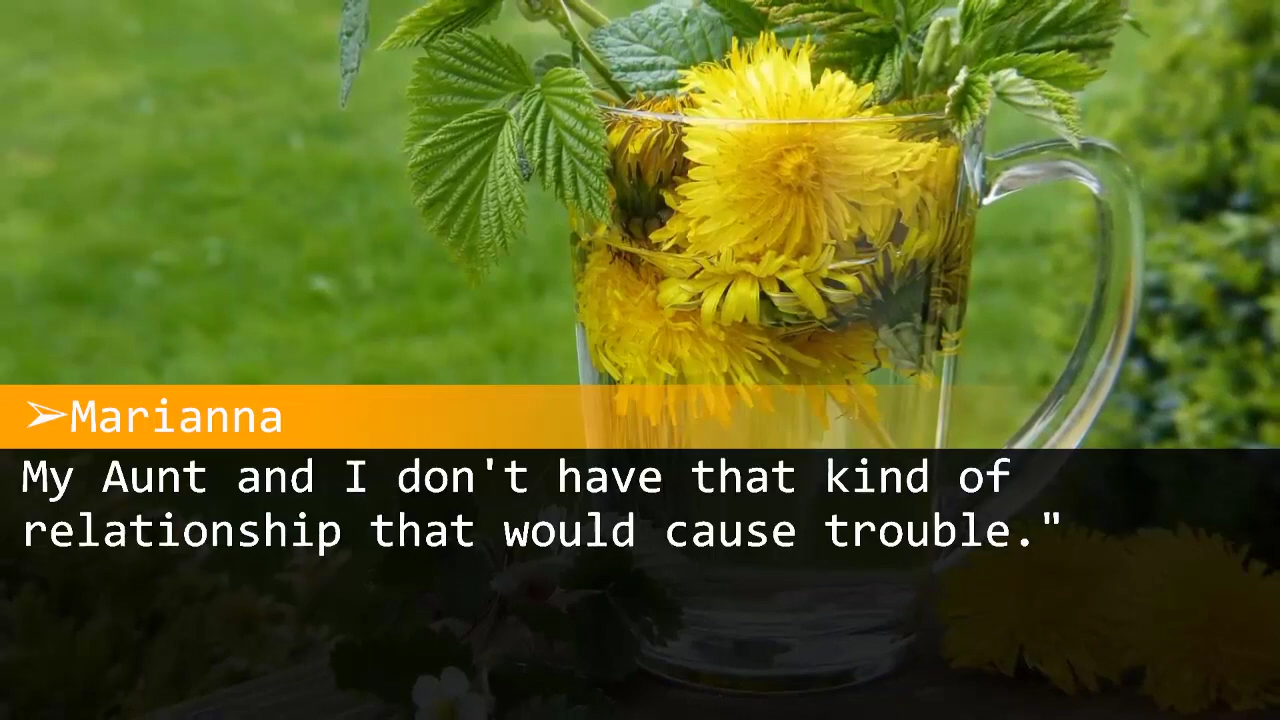 ➢Marianna
My Aunt and I don't have that kind of
relationship that would cause trouble."